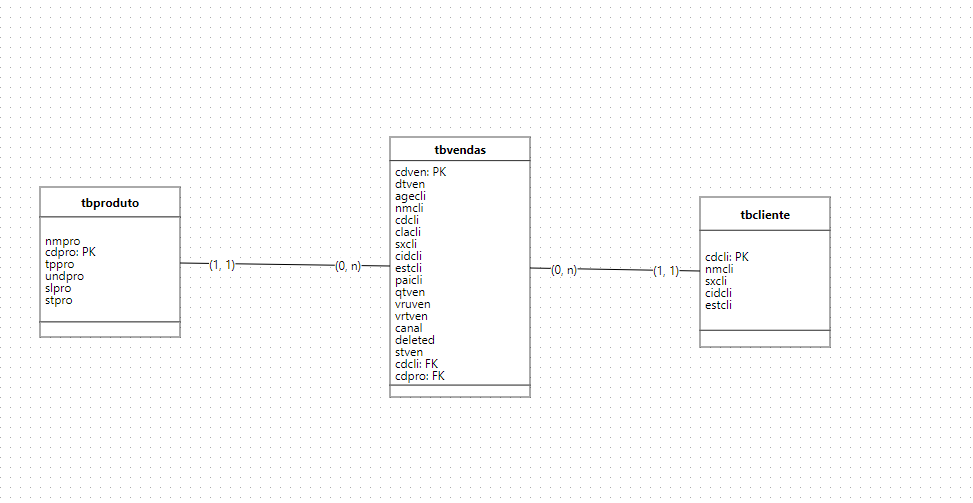 tbproduto
nmpro
cdpro: PK
tppro
undpro
slpro
stpro
(1, 1)
(0, n)
tbvendas
cdven: PK
dtven
agecli
nmcli
cdcli
clacli
sxcli
cidcli
estcli
paicli
qtven
vruven
vrtven
canal
deleted
stven
cdcli: FK
cdpro: FK
(0, n)
(1, 1)
tbcliente
cdcli: PK
nmcli
sxcli
cidcli
estcli